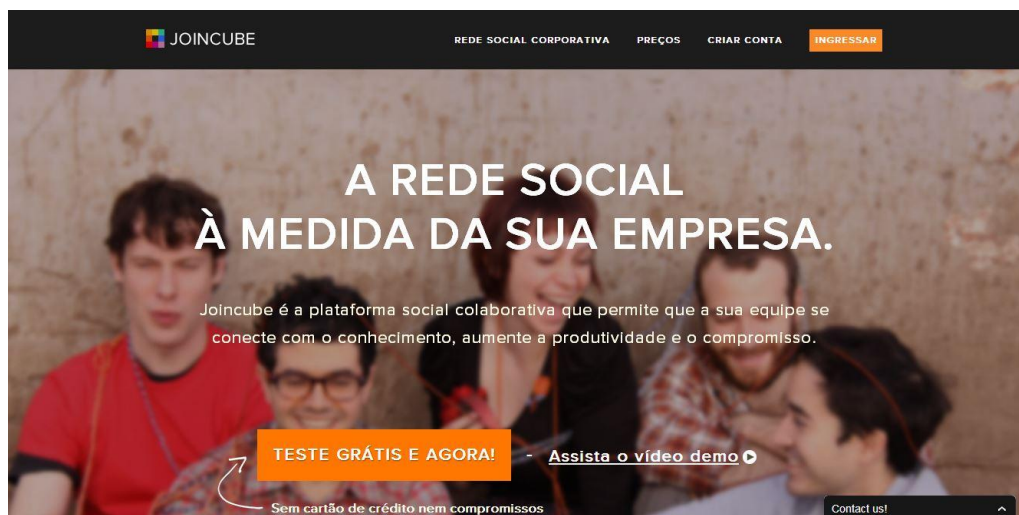 JOINCUBE
REDE SOCIAL CORPORATIVA PREÇOS CRIAR CONTA INGRESSAR
A REDE SOCIAL
À MEDIDA DA SUA EMPRESA.
Joincube é a plataforma social colaborativa que permite que a sua equipe se
conecte com o conhecimento, aumente a produtividade e o compromisso.
TESTE GRÁTIS E AGORA! - Assista o vídeo demo
Sem cartão de crédito nem compromissos
Contact us!